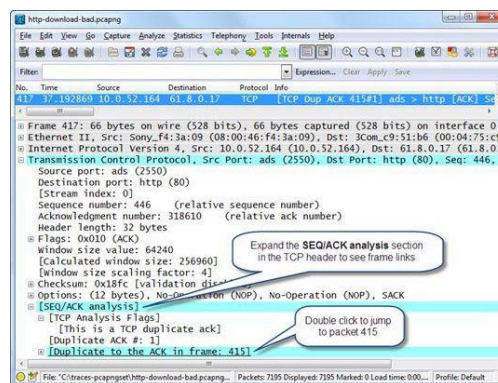 http-download-bad.pcapng
File Edit View Go Capture Analyze Statistics Telephony Tools Internals Help
Filter: Expression... Clear Apply Save
No. Time Source Destination Protocol Info
417 37.192869 10.0.52.164 61.8.0.17 TCP [TCP Dup ACK 415#1] ads > http [ACK] Se
Frame 417: 66 bytes on wire (528 bits), 66 bytes captured (528 bits) on interface 0
Ethernet II, Src: Sony_f4:3a:09 (08:00:46:f4:3a:09), Dst: 3Com_c9:51:b6 (00:04:75:c
Internet Protocol Version 4, Src: 10.0.52.164 (10.0.52.164), Dst: 61.8.0.17 (61.8.0
Transmission Control Protocol, Src Port: ads (2550), Dst Port: http (80), Seq: 446,
Source port: ads (2550)
Destination port: http (80)
[Stream index: 0]
Sequence number: 446 (relative sequence number)
Acknowledgment number: 318610 (relative ack number)
Header length: 32 bytes
Flags: 0x010 (ACK)
Window size value: 64240
[Calculated window size: 256960]
[Window size scaling factor: 4]
Checksum: 0x18fc [validation
Options: (12 bytes), No-Operation (NOP), No-Operation (NOP), SACK
[SEQ/ACK analysis]
[TCP Analysis Flags]
[This is a TCP duplicate ack]
[Duplicate ACK #: 1]
[Duplicate to the ACK in frame: 415]
Expand the SEQ/ACK analysis section
in the TCP header to see frame links
Double click to jump
to packet 415
File: "C:\traces-pcapngset\http-download-bad.pcapng... Packets: 7195 Displayed: 7195 Marked: 0 Load time: 0:00.... Profile: Default